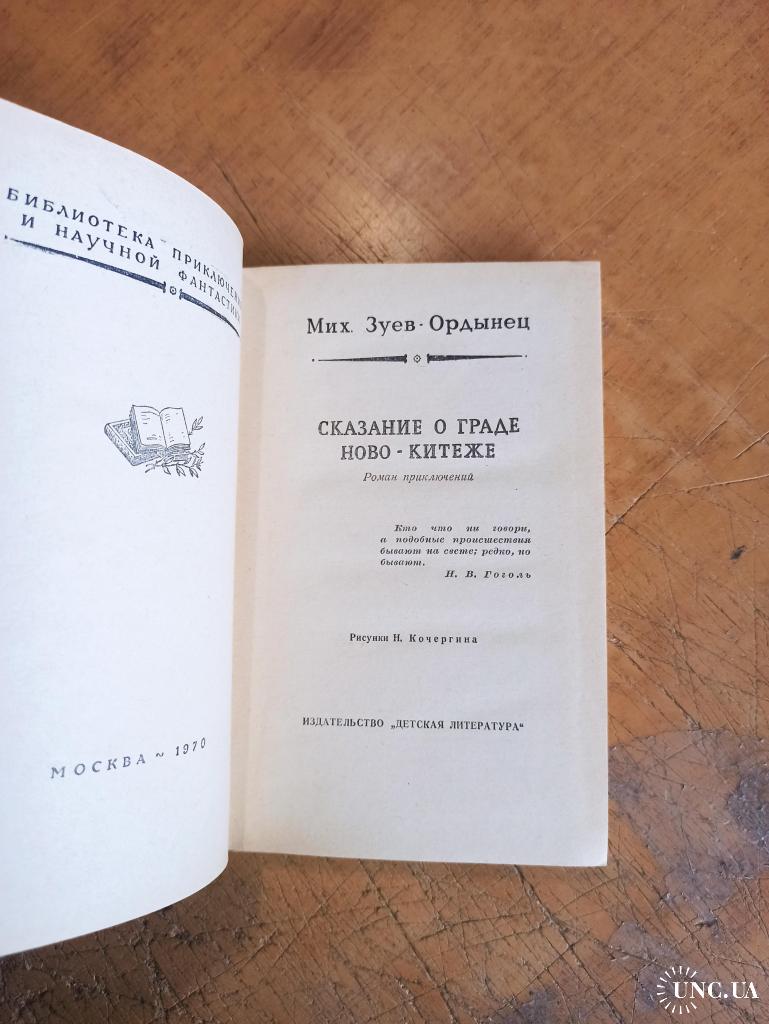 БИБЛИОТЕКА ПРИКЛЮЧЕНИ
И НАУЧНОЙ ФАНТАСТИК
МОСКВА ~ 1970
Мих. Зуев-Ордынец
СКАЗАНИЕ О ГРАДЕ
НОВО-КИТЕЖЕ
Роман приключений
Кто что ни говори,
а подобные происшествия
бывают на свете; редко, но
бывают.
Н. В. Гоголь
Рисунки Н. Кочергина
ИЗДАТЕЛЬСТВО „ДЕТСКАЯ ЛИТЕРАТУРА“
UNC.UA